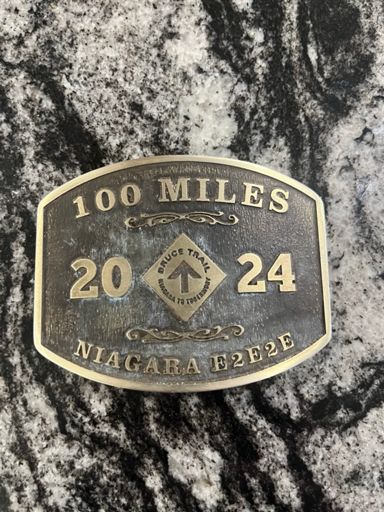 100 MILES
20 24
BRUCE TRAIL
NIAGARA TO TOBERMORY
NIAGARA E2E2E